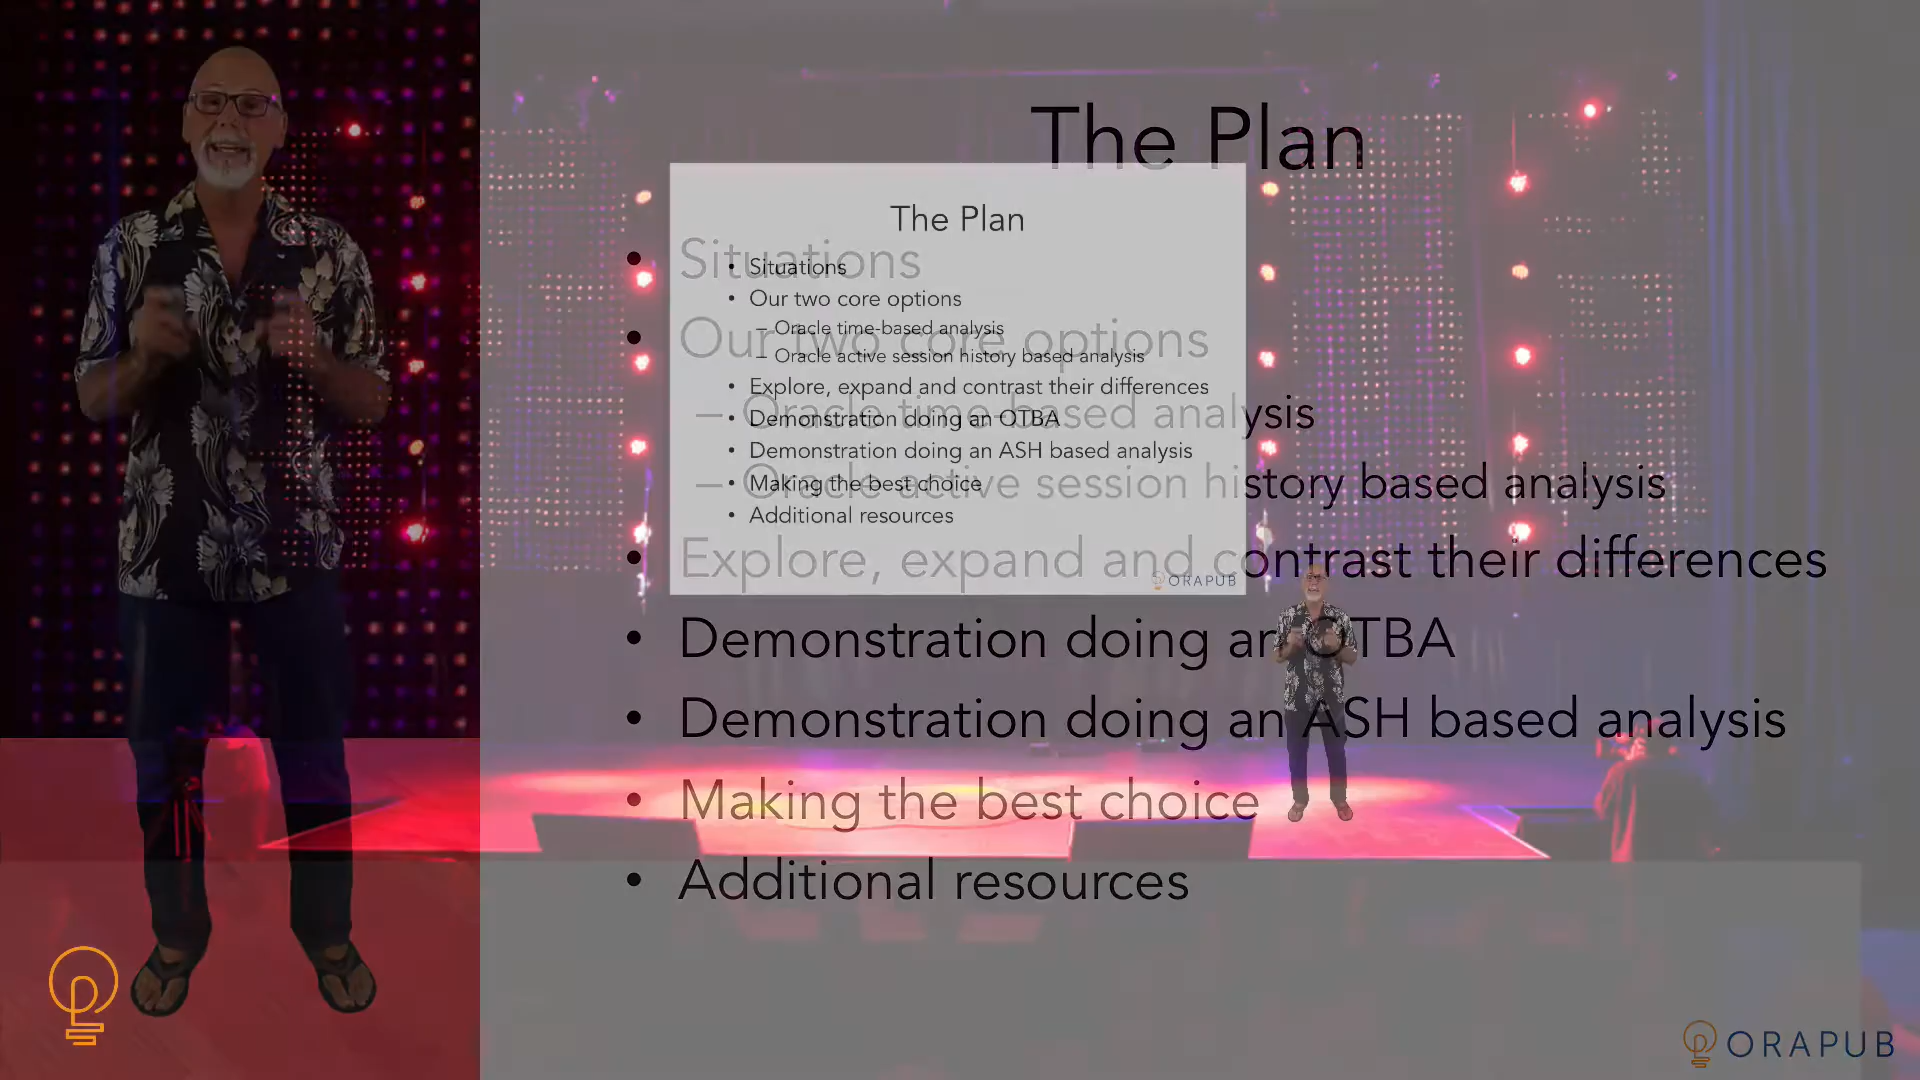 The Plan
• Situations
• Our two core options
– Oracle time-based analysis
– Oracle active session history based analysis
• Explore, expand and contrast their differences
• Demonstration doing an OTBA
• Demonstration doing an ASH based analysis
• Making the best choice
• Additional resources
ORAPUB
The Plan
• Situations
• Our two core options
– Oracle time-based analysis
– Oracle active session history based analysis
• Explore, expand and contrast their differences
• Demonstration doing an OTBA
• Demonstration doing an ASH based analysis
• Making the best choice
• Additional resources
ORAPUB